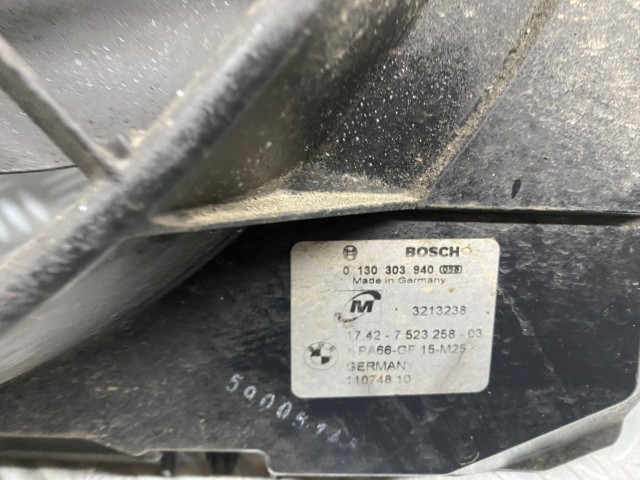 BOSCH
0 130 303 940 038
Made in Germany
M
3213238
17.42 - 7 523 258 - 03
PA66-GF 15-M25
GERMANY
110748 10